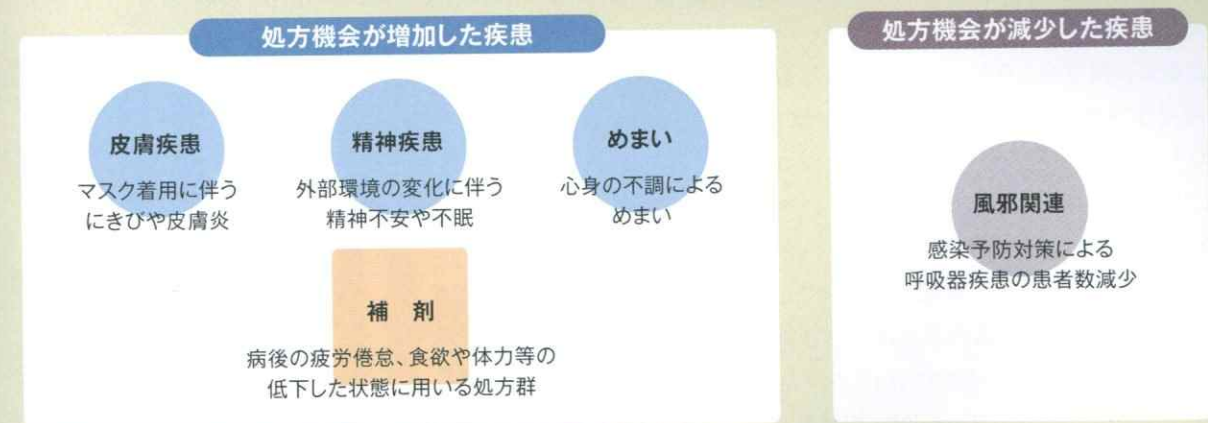 処方機会が増加した疾患
皮膚疾患
マスク着用に伴う
にきびや皮膚炎
精神疾患
外部環境の変化に伴う
精神不安や不眠
めまい
心身の不調による
めまい
補 剤
病後の疲労倦怠、食欲や体力等の
低下した状態に用いる処方群
処方機会が減少した疾患
風邪関連
感染予防対策による
呼吸器疾患の患者数減少